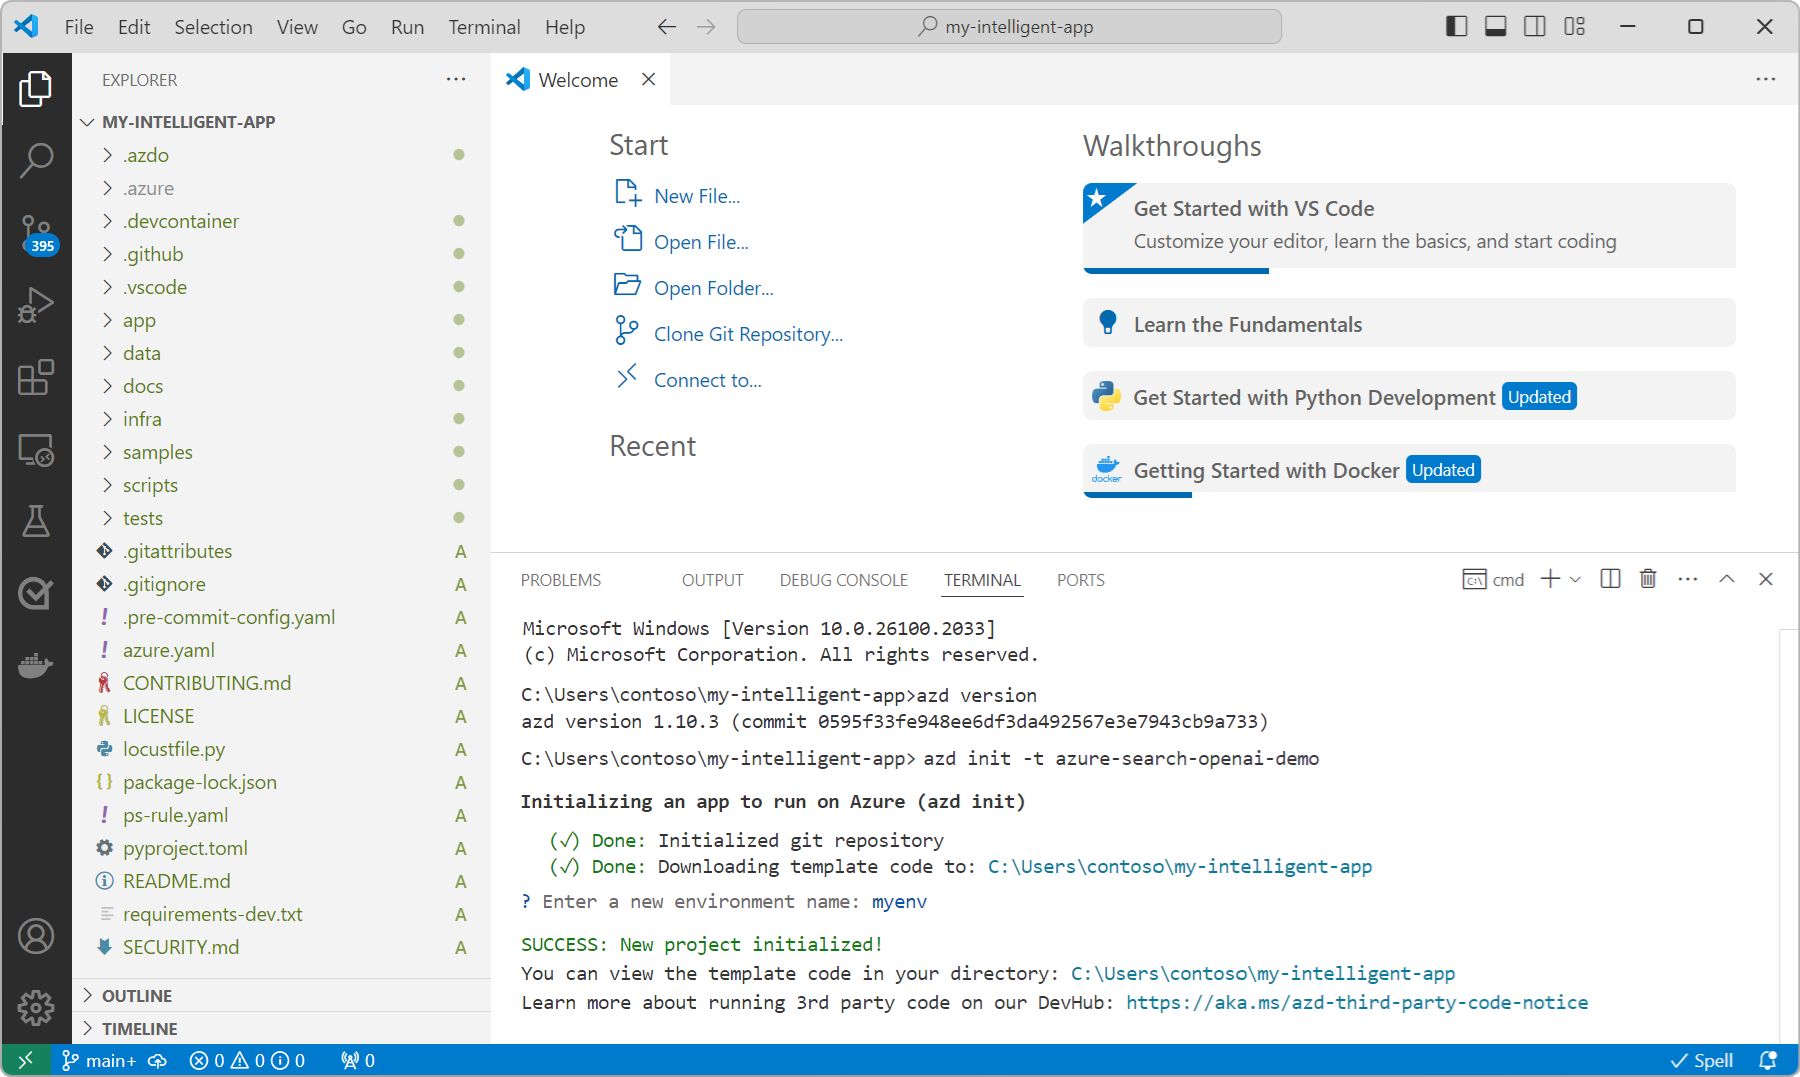 File Edit Selection View Go Run Terminal Help my-intelligent-app
EXPLORER
MY-INTELLIGENT-APP
.azdo
.azure
.devcontainer
.github
.vscode
app
data
docs
infra
samples
scripts
tests
.gitattributes A
.gitignore A
.pre-commit-config.yaml A
azure.yaml A
CONTRIBUTING.md A
LICENSE A
locustfile.py A
package-lock.json A
ps-rule.yaml A
pyproject.toml A
README.md A
requirements-dev.txt A
SECURITY.md A
OUTLINE
TIMELINE
395
Welcome
Start
New File...
Open File...
Open Folder...
Clone Git Repository...
Connect to...
Recent
Walkthroughs
Get Started with VS Code
Customize your editor, learn the basics, and start coding
Learn the Fundamentals
Get Started with Python Development Updated
docker Getting Started with Docker Updated
PROBLEMS OUTPUT DEBUG CONSOLE TERMINAL PORTS cmd
Microsoft Windows [Version 10.0.26100.2033]
(c) Microsoft Corporation. All rights reserved.
C:\Users\contoso\my-intelligent-app>azd version
azd version 1.10.3 (commit 0595f33fe948ee6df3da492567e3e7943cb9a733)
C:\Users\contoso\my-intelligent-app> azd init -t azure-search-openai-demo
Initializing an app to run on Azure (azd init)
(✓) Done: Initialized git repository
(✓) Done: Downloading template code to: C:\Users\contoso\my-intelligent-app
? Enter a new environment name: myenv
SUCCESS: New project initialized!
You can view the template code in your directory: C:\Users\contoso\my-intelligent-app
Learn more about running 3rd party code on our DevHub: https://aka.ms/azd-third-party-code-notice
main+ 0 0 0 0 Spell